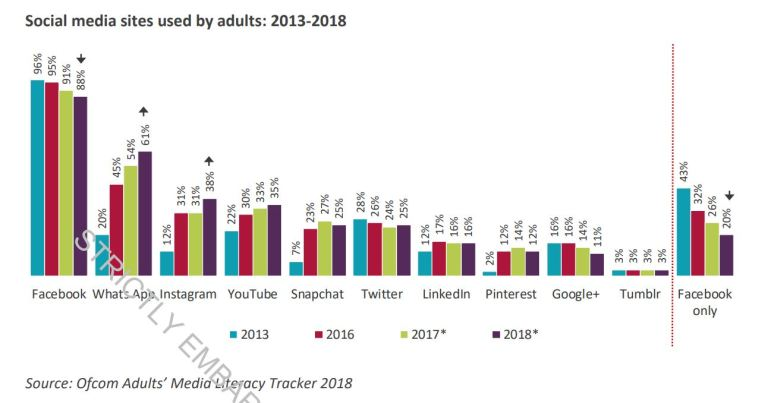 Social media sites used by adults: 2013-2018
96% 95% 91% 88% 20% 45% 54% 61% 12% 31% 31% 38% 22% 30% 33% 35% 7% 23% 27% 25% 28% 26% 24% 25% 12% 17% 16% 16% 2% 12% 14% 12% 16% 16% 14% 11% 3% 3% 3% 3% 43% 32% 26% 20%
Facebook WhatsApp Instagram YouTube Snapchat Twitter LinkedIn Pinterest Google+ Tumblr Facebook
only
2013 2016 2017* 2018*
Source: Ofcom Adults' Media Literacy Tracker 2018
STRICTLY EMBAR